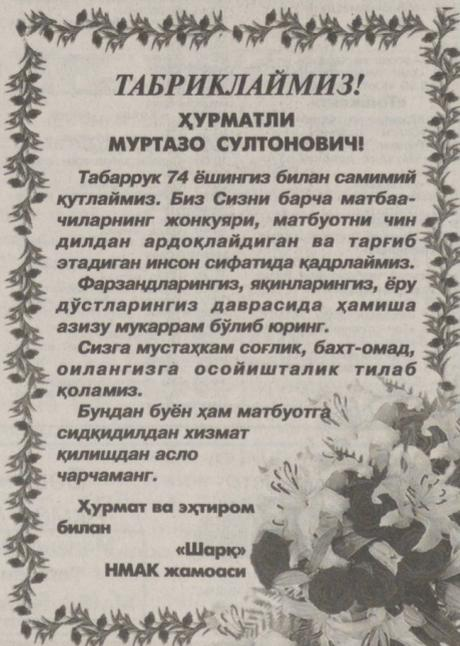 ТАБРИКЛАЙМИЗ!
ҲУРМАТЛИ
МУРТАЗО СУЛТОНОВИЧ!
Табаррук 74 ёшингиз билан самимий
қутлаймиз. Биз Сизни барча матбаа-
чиларнинг жонкуяри, матбуотни чин
дилдан ардоқлайдиган ва тарғиб
этадиган инсон сифатида қадрлаймиз.
Фарзандларингиз, яқинларингиз, ёру
дўстларингиз даврасида ҳамиша
азизу мукаррам бўлиб юринг.
Сизга мустаҳкам соғлик, бахт-омад,
оилангизга осойишталик тилаб
қоламиз.
Бундан буён ҳам матбуотга
сидқидилдан хизмат
қилишдан асло
чарчаманг.
Ҳурмат ва эҳтиром
билан
«Шарқ»
НМАК жамоаси